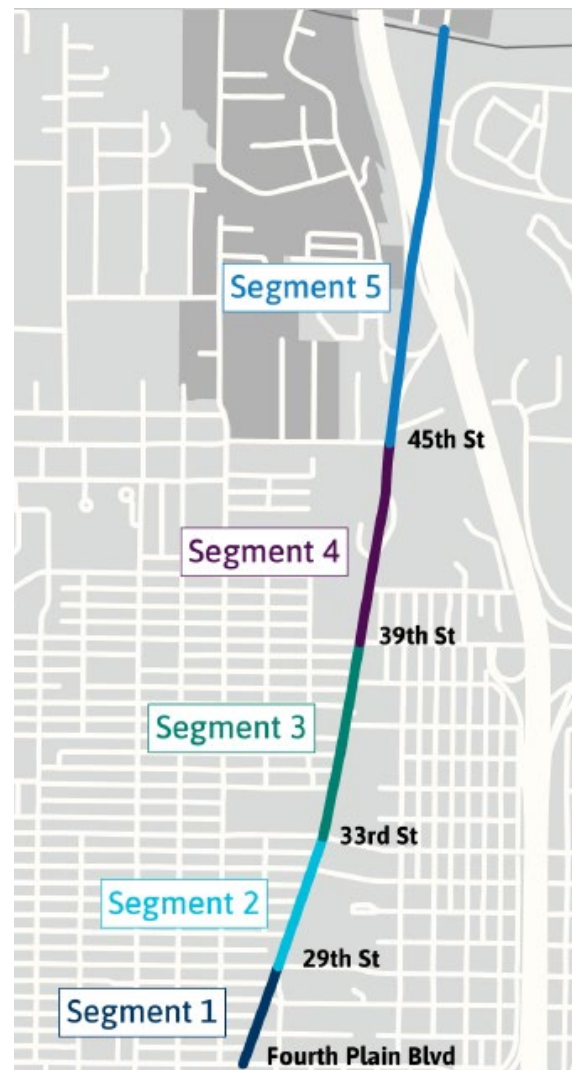 Segment 5
45th St
Segment 4
39th St
Segment 3
33rd St
Segment 2
29th St
Segment 1
Fourth Plain Blvd